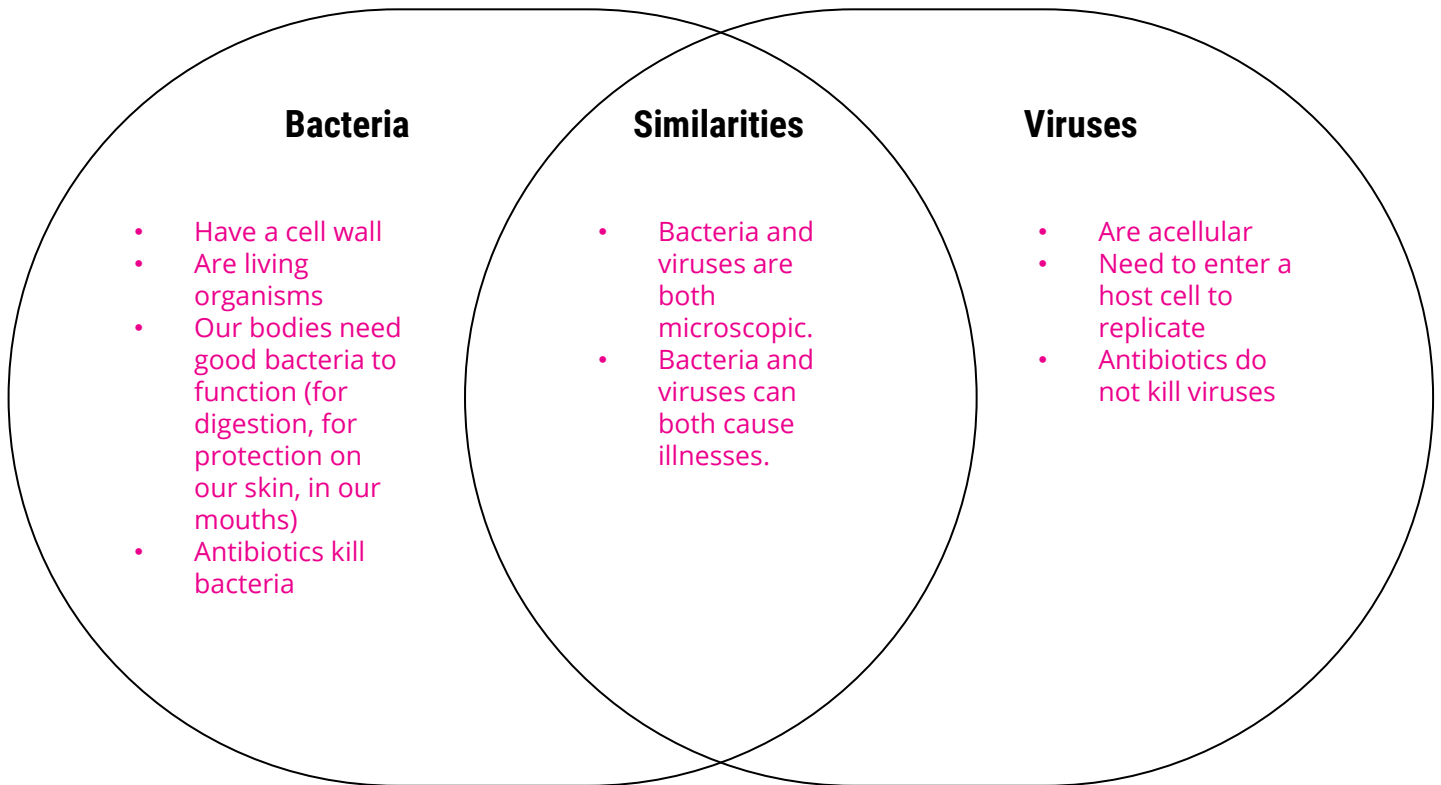 Bacteria
• Have a cell wall
• Are living
organisms
• Our bodies need
good bacteria to
function (for
digestion, for
protection on
our skin, in our
mouths)
• Antibiotics kill
bacteria
Similarities
• Bacteria and
viruses are
both
microscopic.
• Bacteria and
viruses can
both cause
illnesses.
Viruses
• Are acellular
• Need to enter a
host cell to
replicate
• Antibiotics do
not kill viruses